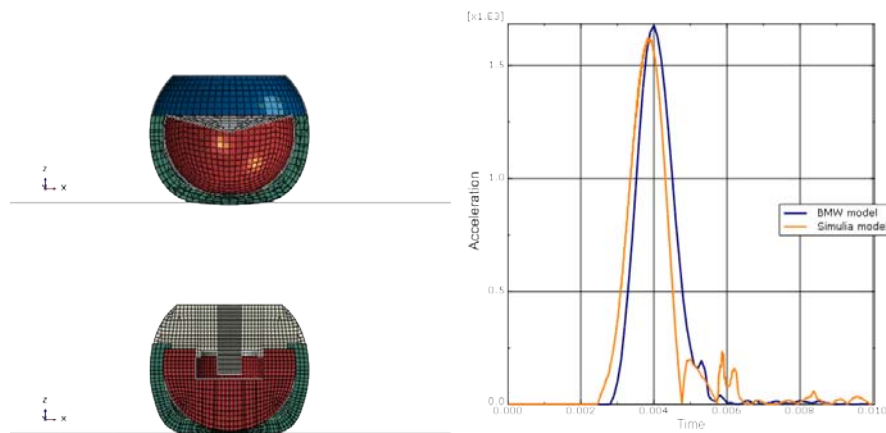 z
x
z
x
[x1.E3]
1.5
1.0
0.5
0.0
Acceleration
BMW model
Simulia model
0.000
0.002
0.004
0.006
0.008
0.010
Time